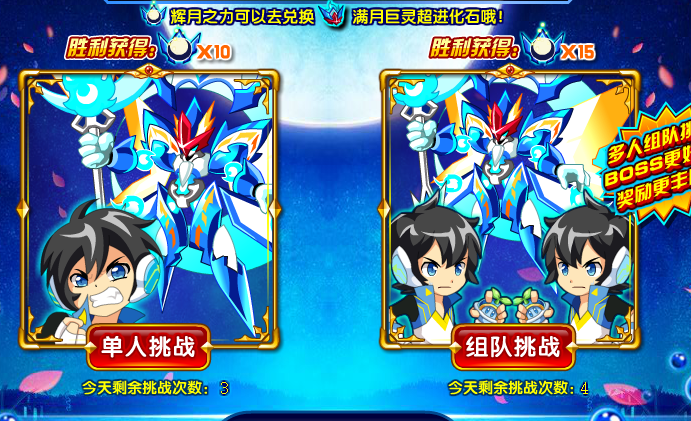 辉月之力可以去兑换 满月巨灵超进化石哦！
胜利获得： X10
胜利获得： X15
多人组队挑
BOSS更好
奖励更丰
单人挑战
组队挑战
今天剩余挑战次数： 3
今天剩余挑战次数： 4